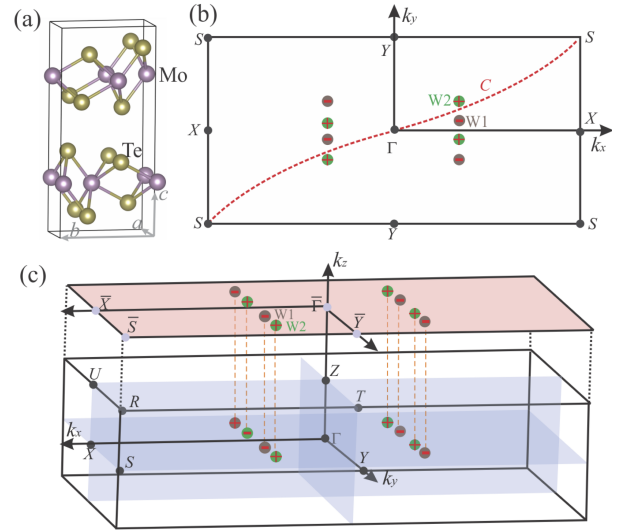 (a)
Mo
Te
c
a
b
(b)
k_y
S
Y
S
C
W2
W1
X
Γ
X
k_x
S
Y
S
(c)
k_z
X̅
Γ̅
W1
W2
S̅
Y̅
U
Z
R
T
k_x
X
Γ
S
Y
k_y